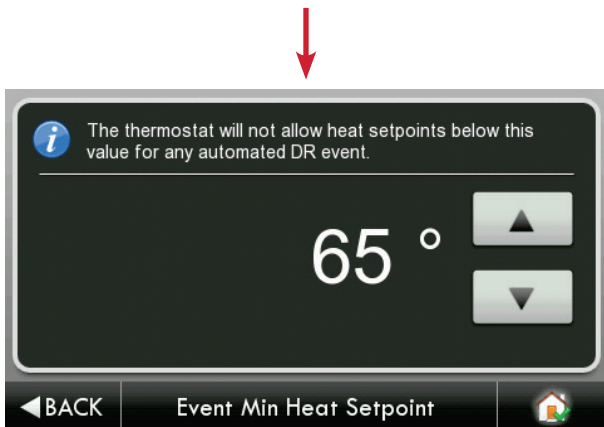 The thermostat will not allow heat setpoints below this
value for any automated DR event.
65 °
BACK
Event Min Heat Setpoint